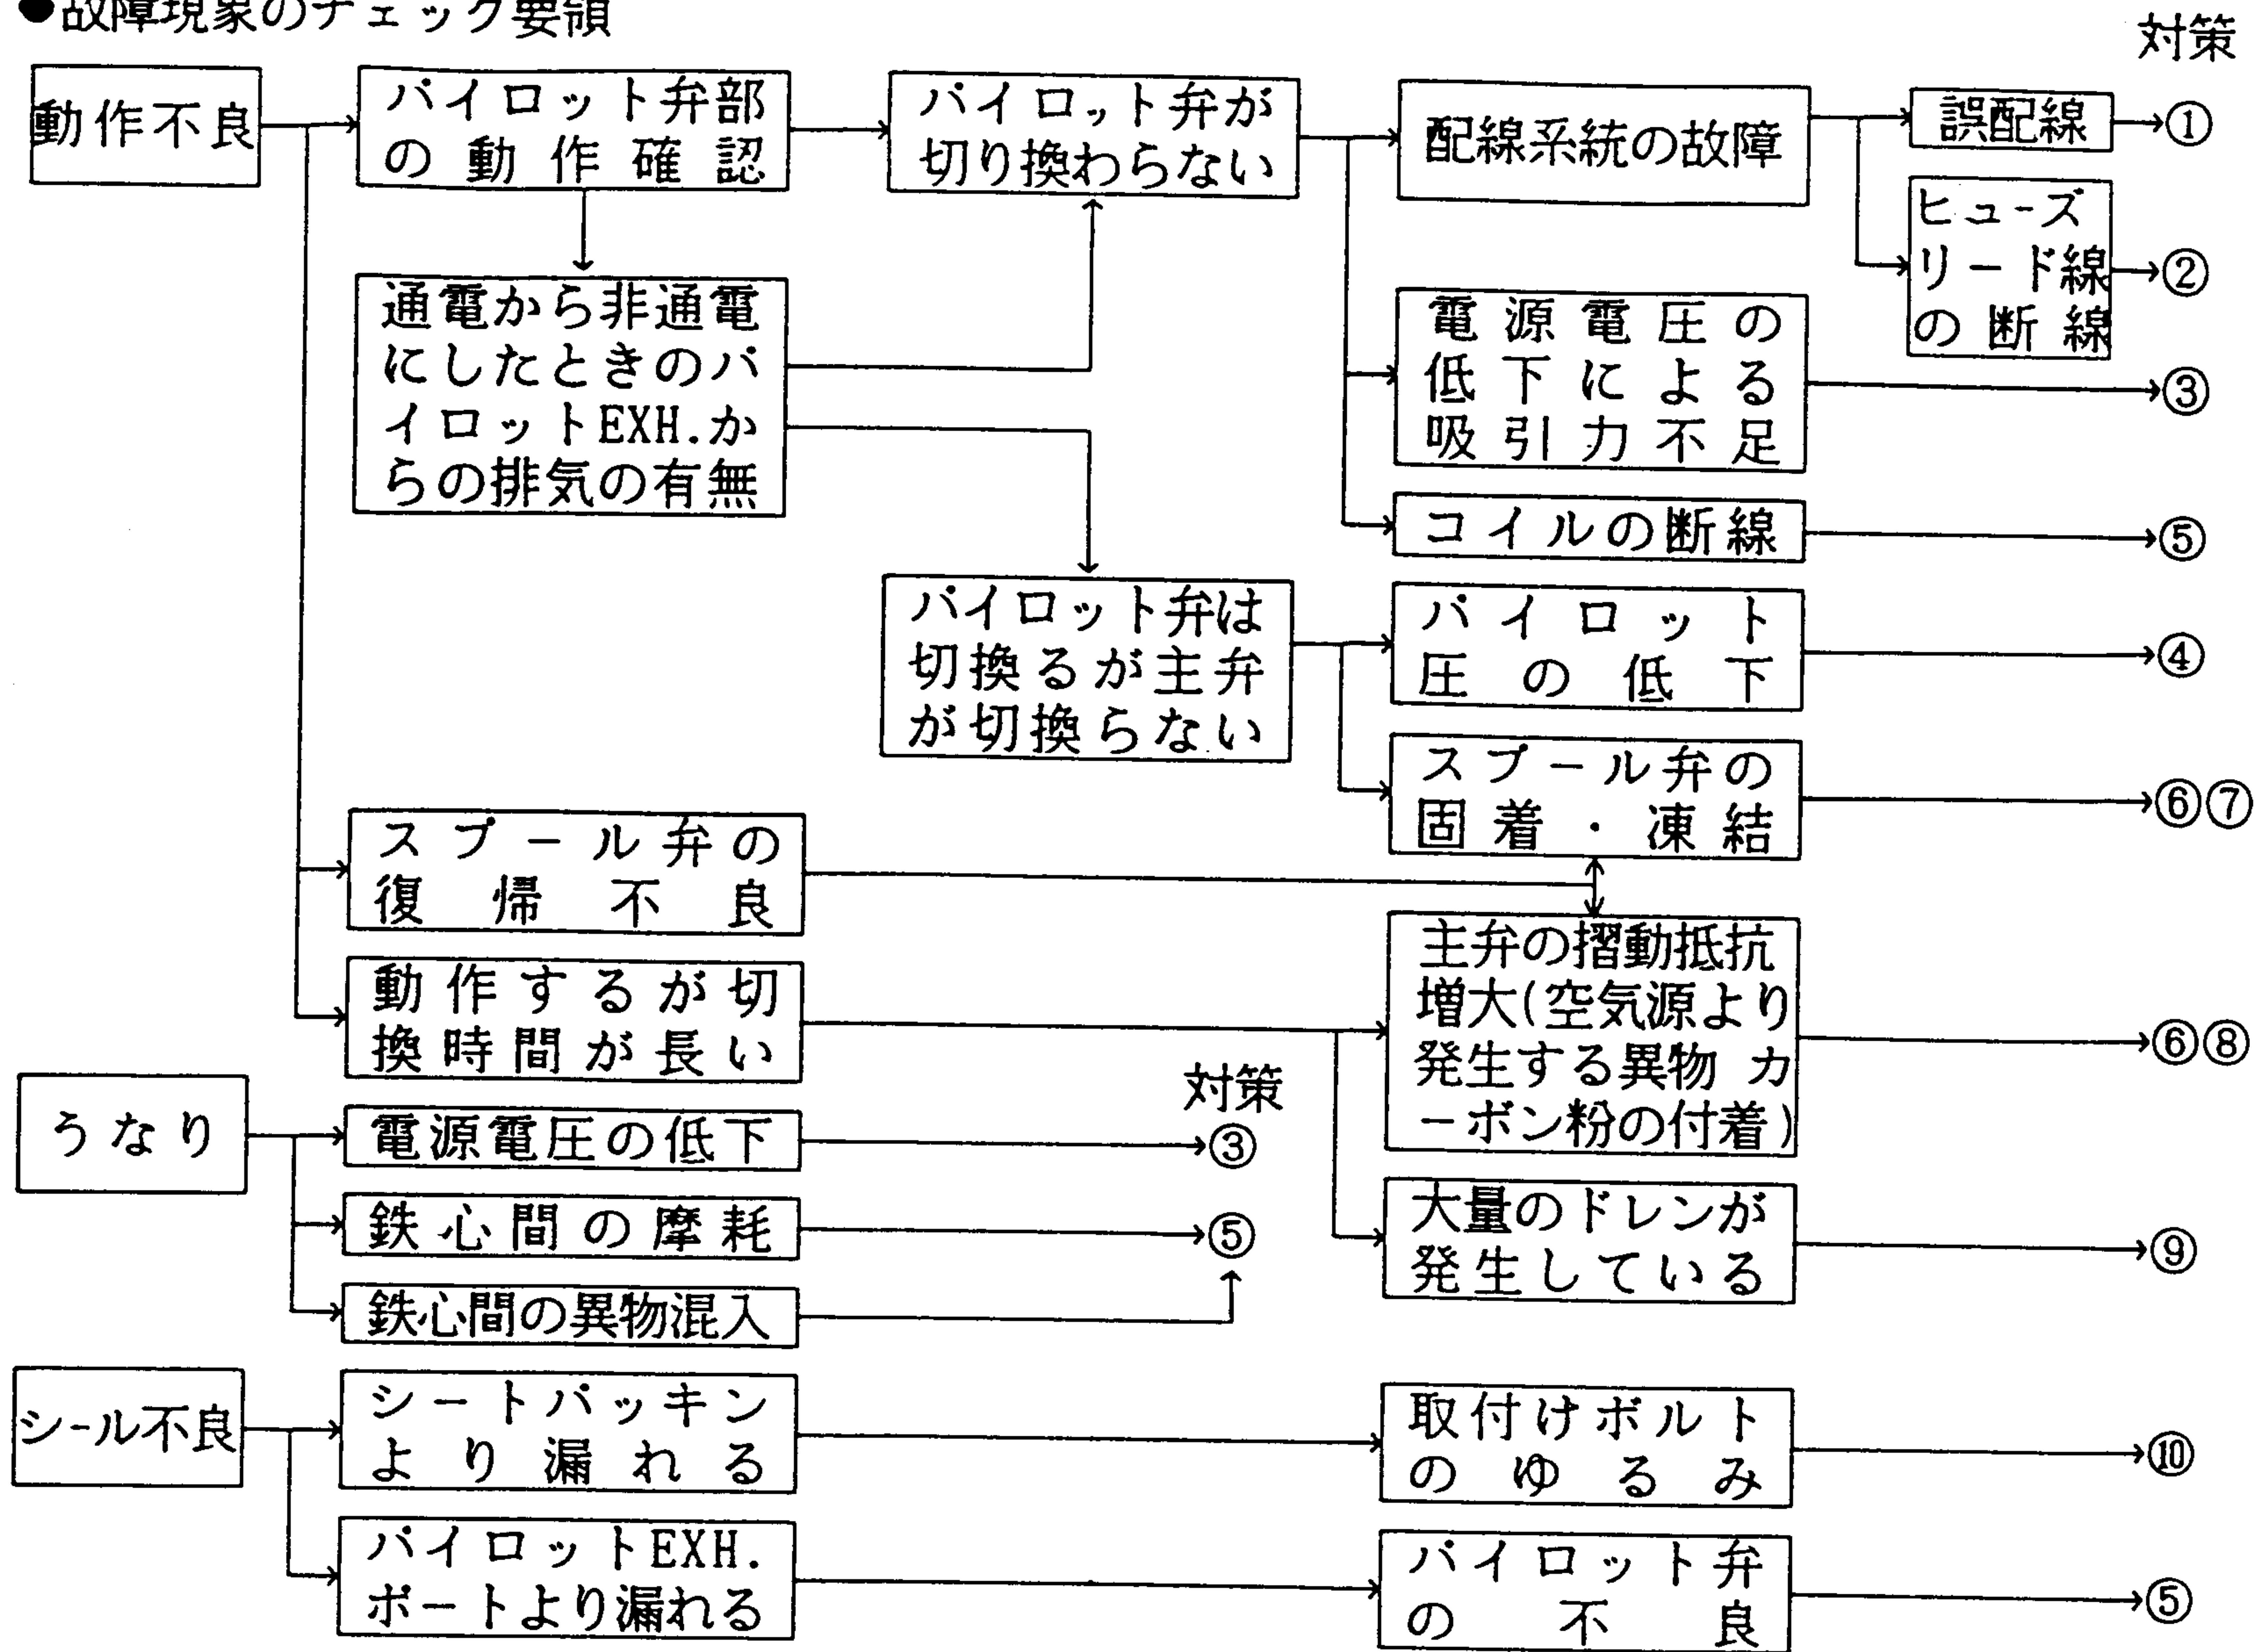 ●故障現象のチェック要領
対策
動作不良
パイロット弁部
の動作確認
パイロット弁が
切り換わらない
配線系統の故障
誤配線
①
ヒューズ
リード線
の断線
②
通電から非通電
にしたときのパ
イロットEXH.か
らの排気の有無
電源電圧の
低下による
吸引力不足
③
コイルの断線
⑤
パイロット弁は
切換るが主弁
が切換らない
パイロット
圧の低下
④
スプール弁の
固着・凍結
⑥⑦
スプール弁の
復帰不良
動作するが切
換時間が長い
主弁の摺動抵抗
増大(空気源より
発生する異物 カ
ーボン粉の付着)
⑥⑧
大量のドレンが
発生している
⑨
うなり
対策
電源電圧の低下
③
鉄心間の摩耗
⑤
鉄心間の異物混入
シール不良
シートパッキン
より漏れる
取付けボルト
のゆるみ
⑩
パイロットEXH.
ポートより漏れる
パイロット弁
の不良
⑤